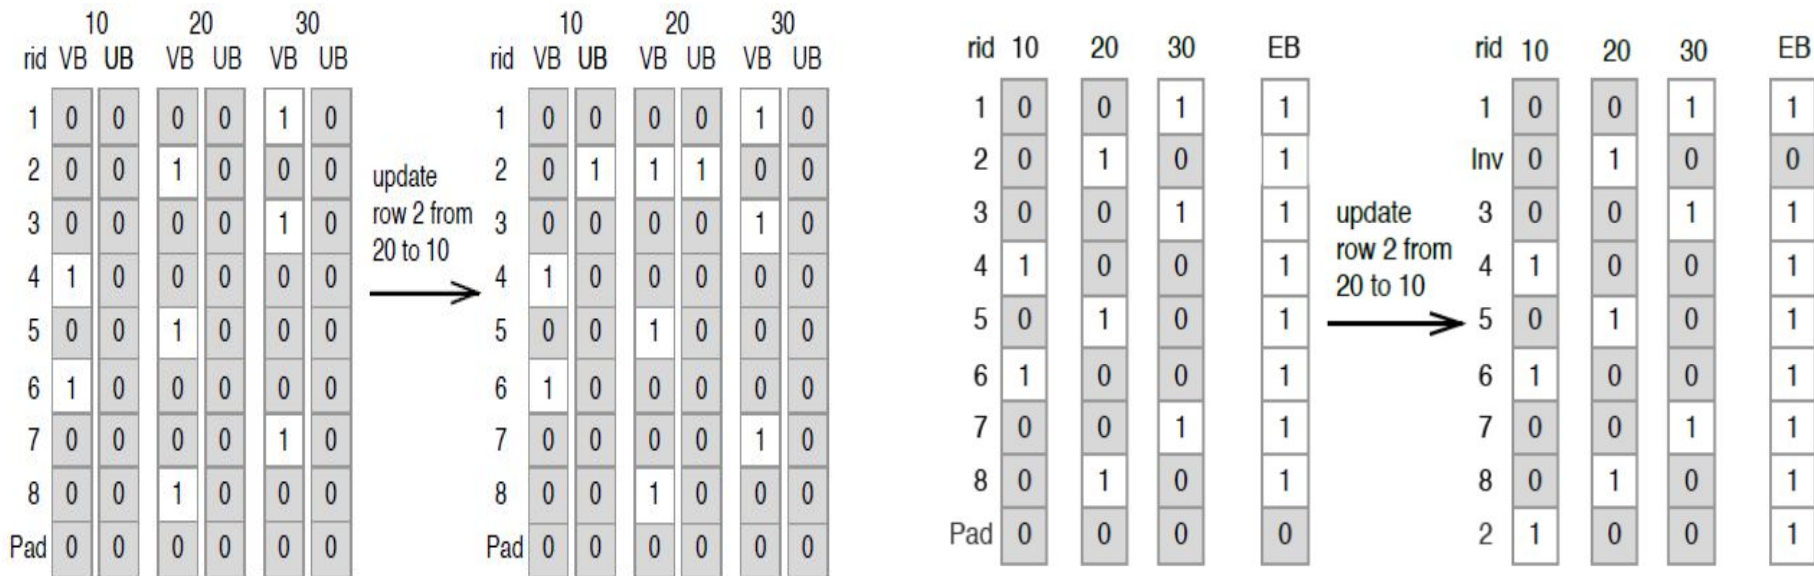 10 20 30
rid VB UB VB UB VB UB
1 0 0 0 0 1 0
2 0 0 1 0 0 0
3 0 0 0 0 1 0
4 1 0 0 0 0 0
5 0 0 1 0 0 0
6 1 0 0 0 0 0
7 0 0 0 0 1 0
8 0 0 1 0 0 0
Pad 0 0 0 0 0 0
update
row 2 from
20 to 10
10 20 30
rid VB UB VB UB VB UB
1 0 0 0 0 1 0
2 0 1 1 1 0 0
3 0 0 0 0 1 0
4 1 0 0 0 0 0
5 0 0 1 0 0 0
6 1 0 0 0 0 0
7 0 0 0 0 1 0
8 0 0 1 0 0 0
Pad 0 0 0 0 0 0
rid 10 20 30 EB
1 0 0 1 1
2 0 1 0 1
3 0 0 1 1
4 1 0 0 1
5 0 1 0 1
6 1 0 0 1
7 0 0 1 1
8 0 1 0 1
Pad 0 0 0 0
update
row 2 from
20 to 10
rid 10 20 30 EB
1 0 0 1 1
Inv 0 1 0 0
3 0 0 1 1
4 1 0 0 1
5 0 1 0 1
6 1 0 0 1
7 0 0 1 1
8 0 1 0 1
2 1 0 0 1